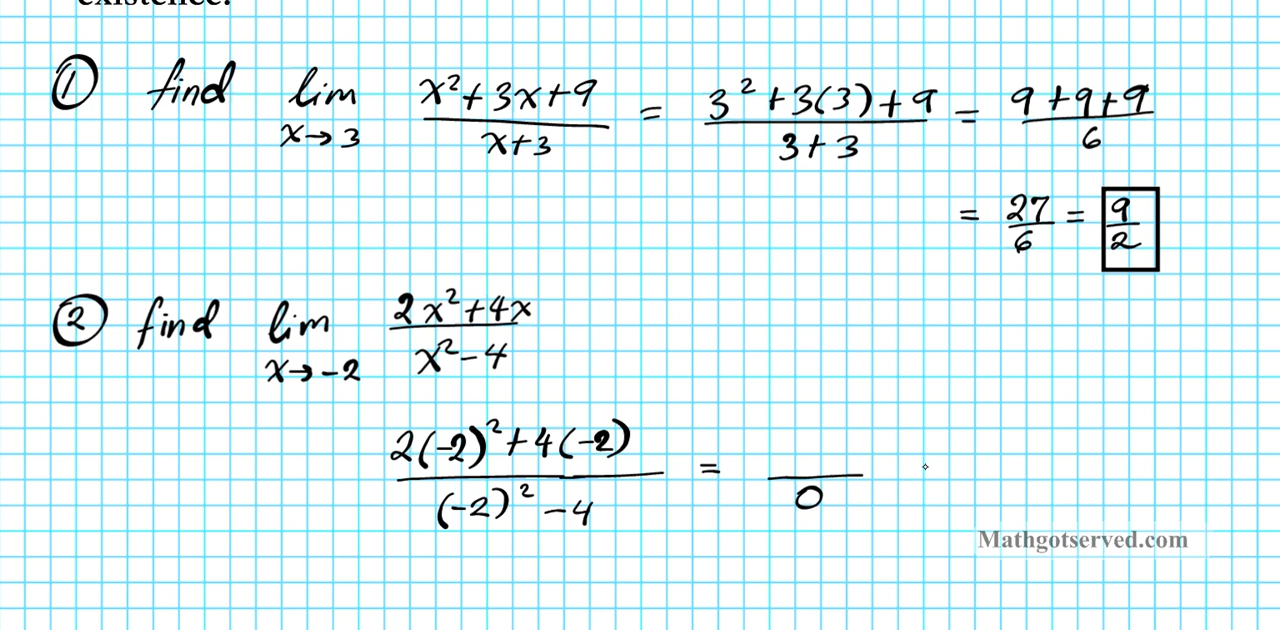 existence.
① find lim x→3 x²+3x+9 / x+3 = 3²+3(3)+9 / 3+3 = 9+9+9 / 6
= 27/6 = 9/2
② find lim x→-2 2x²+4x / x²-4
2(-2)²+4(-2) / (-2)²-4 = / 0
Mathgotserved.com